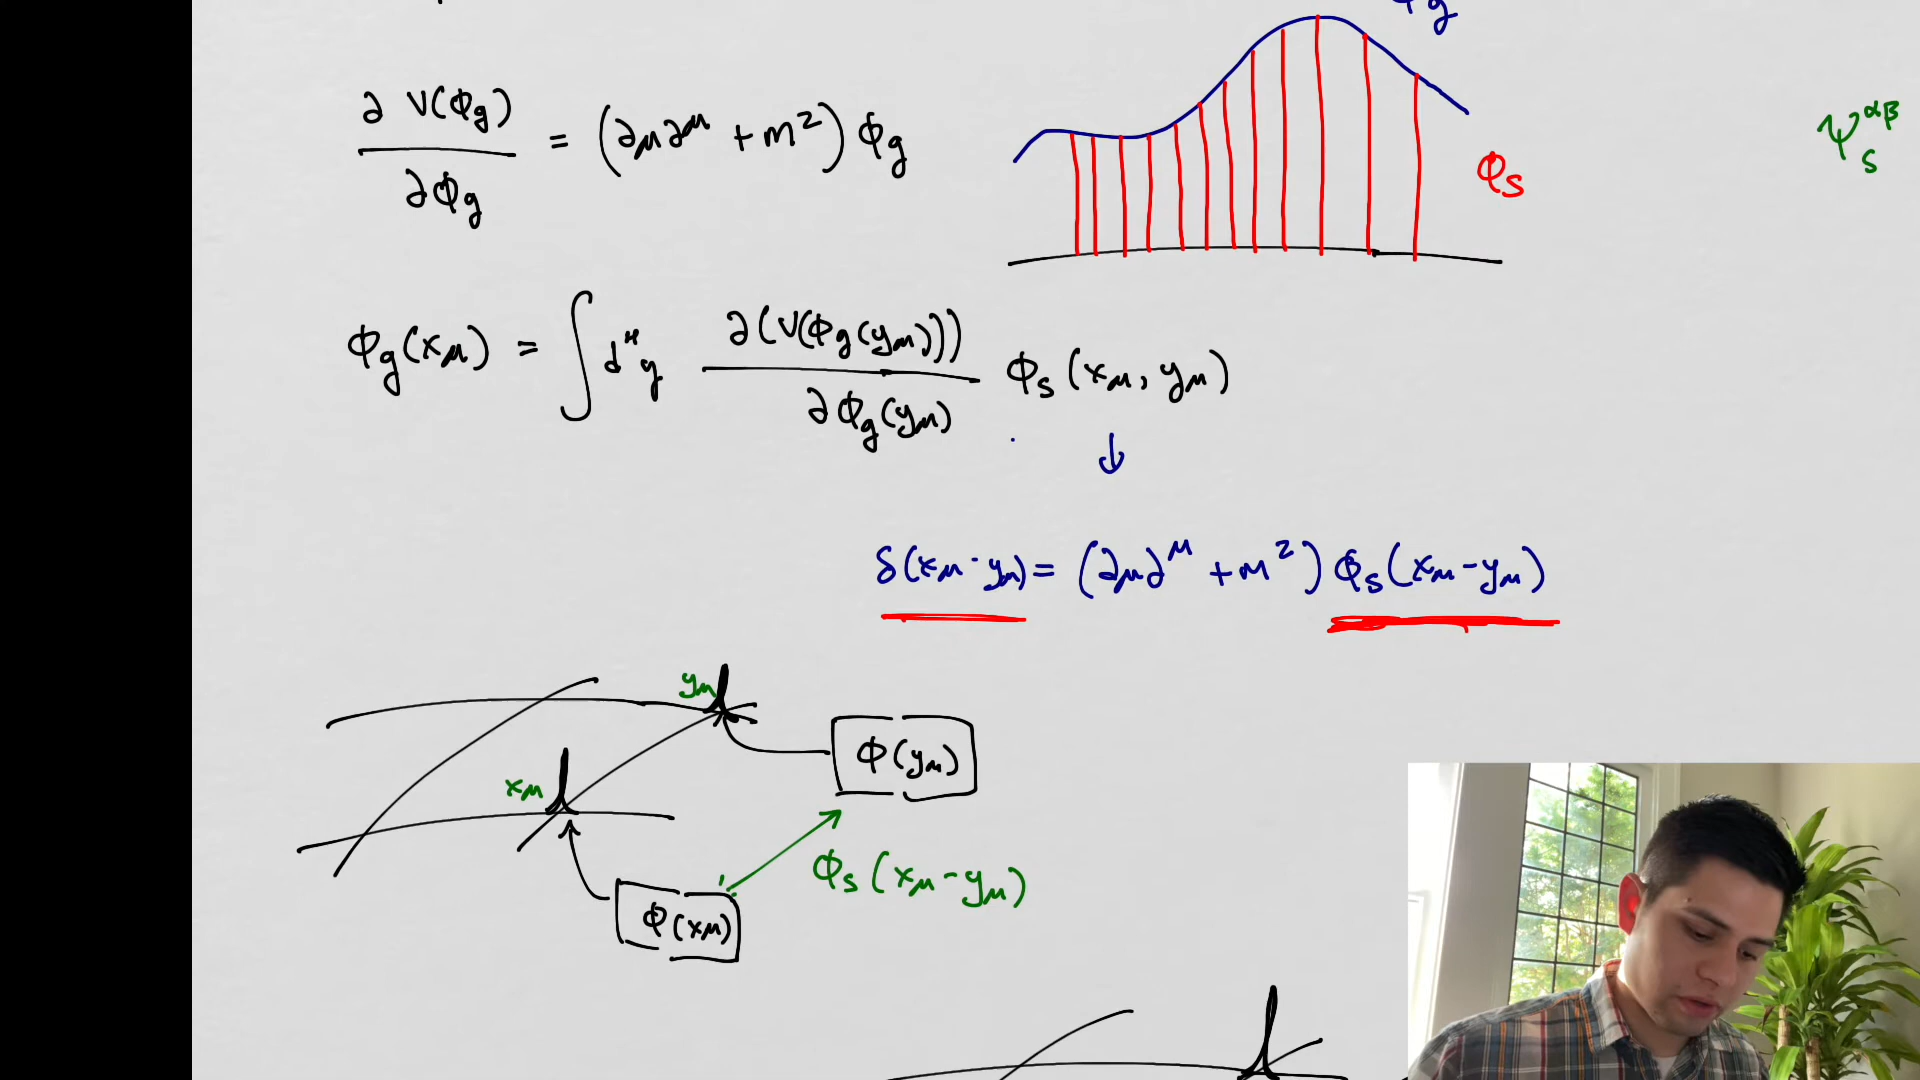 φg
∂ V(φg) / ∂φg = (∂μ∂^μ + m²) φg
φs
ψs^αβ
φg(xμ) = ∫ d⁴y ∂(V(φg(yμ))) / ∂φg(yμ) φs(xμ, yμ)
↓
δ(xμ - yμ) = (∂μ∂^μ + m²) φs(xμ - yμ)
yμ
φ(yμ)
xμ
φs(xμ - yμ)
φ(xμ)